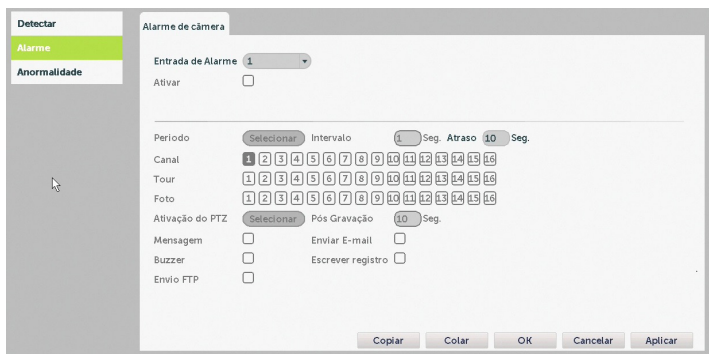 Detectar
Alarme
Anormalidade
Alarme de câmera
Entrada de Alarme 1
Ativar
Periodo Selecionar Intervalo 1 Seg. Atraso 10 Seg.
Canal 1 2 3 4 5 6 7 8 9 10 11 12 13 14 15 16
Tour 1 2 3 4 5 6 7 8 9 10 11 12 13 14 15 16
Foto 1 2 3 4 5 6 7 8 9 10 11 12 13 14 15 16
Ativação do PTZ Selecionar Pós Gravação 10 Seg.
Mensagem Enviar E-mail
Buzzer Escrever registro
Envio FTP
Copiar Colar OK Cancelar Aplicar